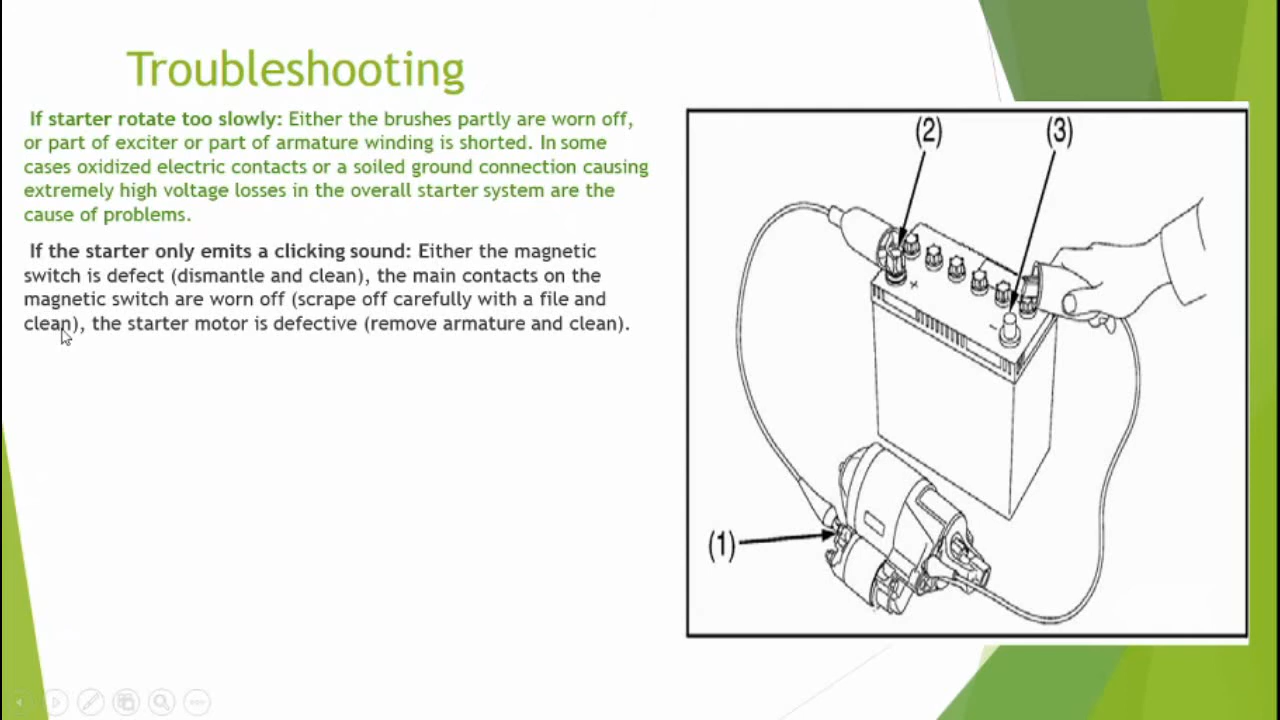 Troubleshooting
If starter rotate too slowly: Either the brushes partly are worn off,
or part of exciter or part of armature winding is shorted. In some
cases oxidized electric contacts or a soiled ground connection causing
extremely high voltage losses in the overall starter system are the
cause of problems.
If the starter only emits a clicking sound: Either the magnetic
switch is defect (dismantle and clean), the main contacts on the
magnetic switch are worn off (scrape off carefully with a file and
clean), the starter motor is defective (remove armature and clean).
(2)
(3)
+
-
(1)